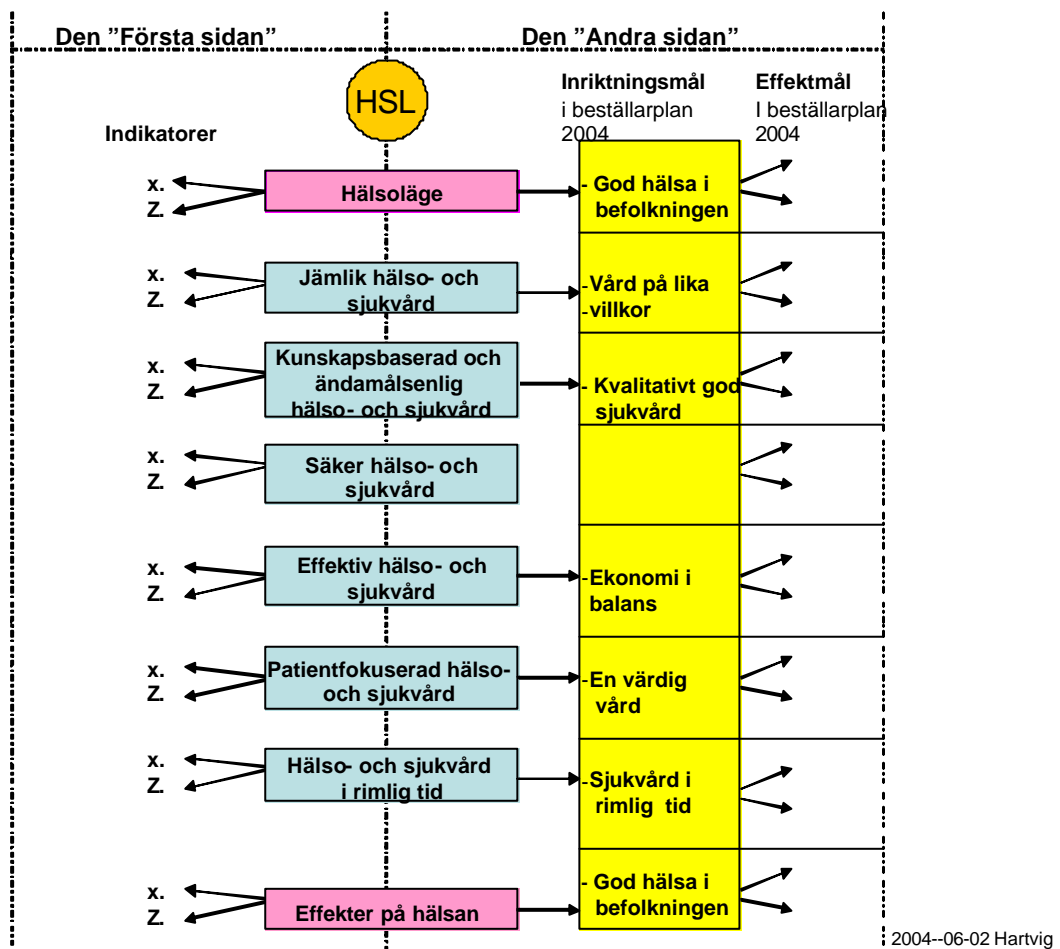 Den ”Första sidan”
Den ”Andra sidan”
HSL
Indikatorer
Inriktningsmål
i beställarplan
2004
Effektmål
I beställarplan
2004
x.
Z.
Hälsoläge
- God hälsa i
befolkningen
x.
Z.
Jämlik hälso- och
sjukvård
-Vård på lika
-villkor
x.
Z.
Kunskapsbaserad och
ändamålsenlig
hälso- och sjukvård
- Kvalitativt god
sjukvård
x.
Z.
Säker hälso- och
sjukvård
x.
Z.
Effektiv hälso- och
sjukvård
-Ekonomi i
balans
x.
Z.
Patientfokuserad hälso-
och sjukvård
-En värdig
vård
x.
Z.
Hälso- och sjukvård
i rimlig tid
-Sjukvård i
rimlig tid
x.
Z.
Effekter på hälsan
- God hälsa i
befolkningen
2004--06-02 Hartvig